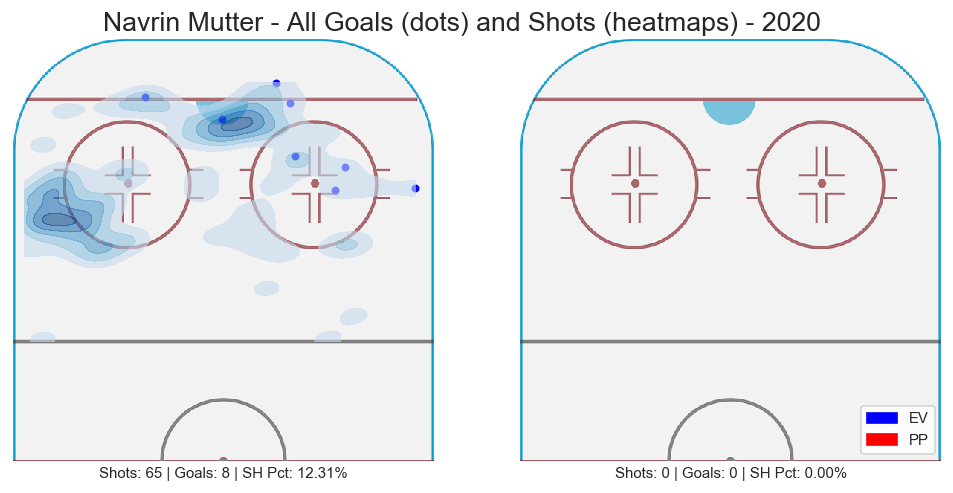 Navrin Mutter - All Goals (dots) and Shots (heatmaps) - 2020
EV
PP
Shots: 65 | Goals: 8 | SH Pct: 12.31%
Shots: 0 | Goals: 0 | SH Pct: 0.00%